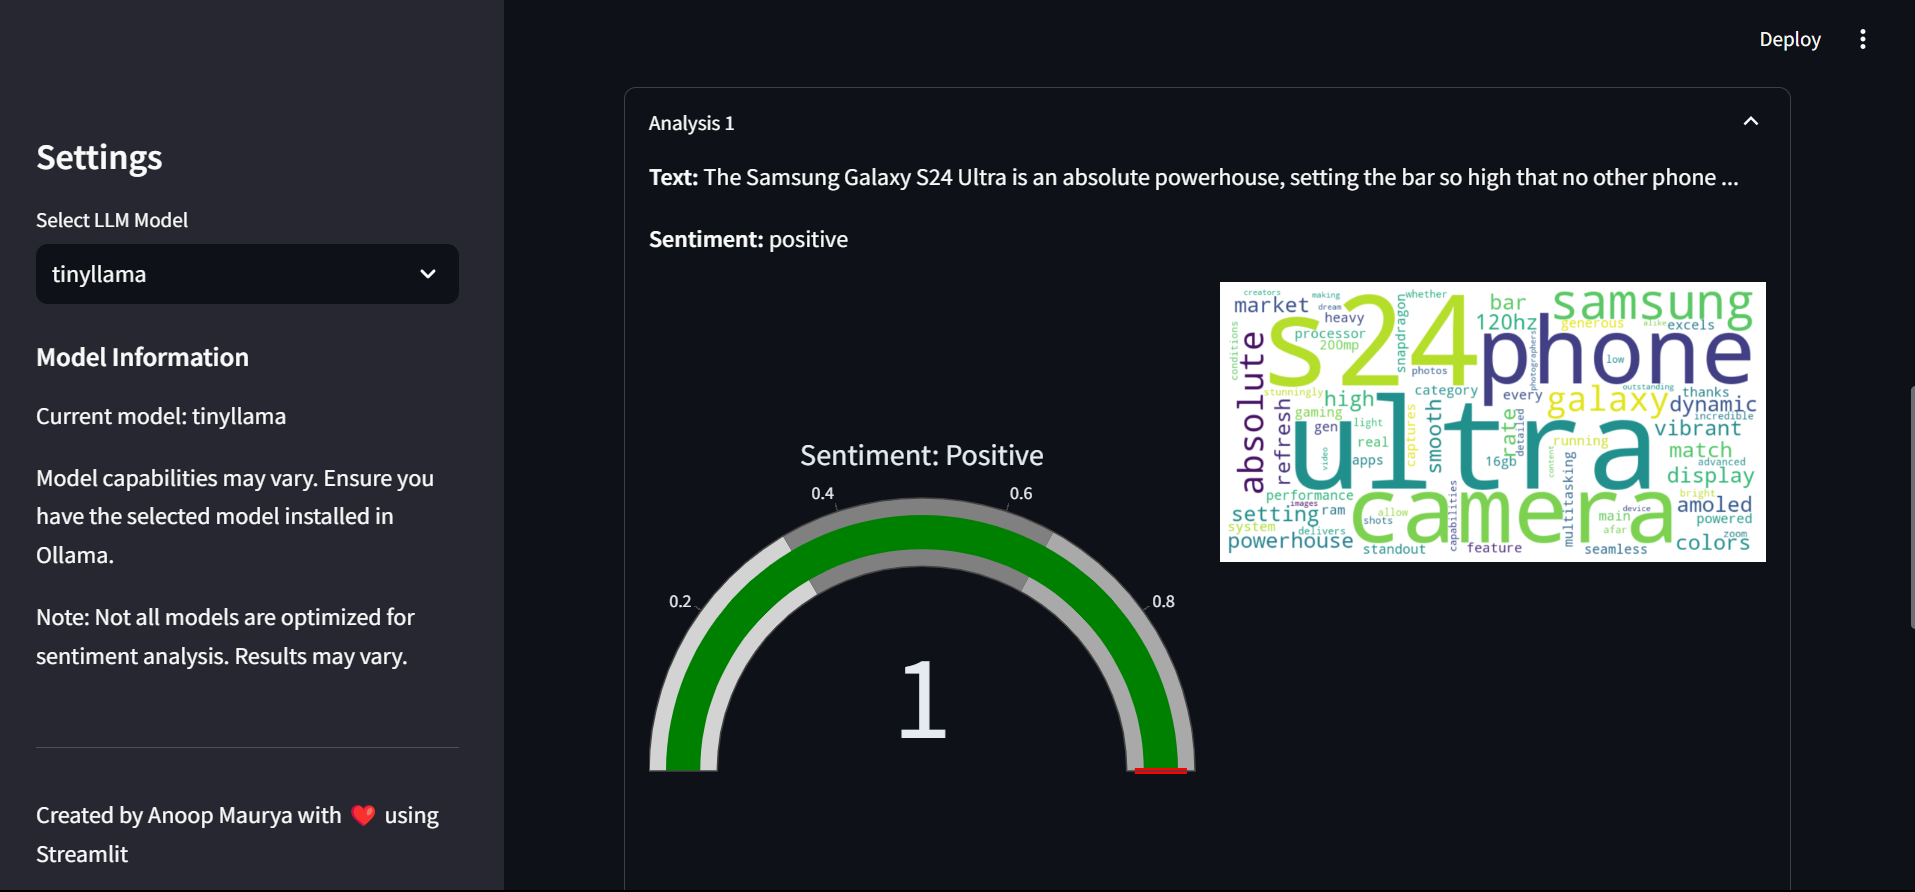 Deploy
Settings
Select LLM Model
tinyllama
Model Information
Current model: tinyllama
Model capabilities may vary. Ensure you
have the selected model installed in
Ollama.
Note: Not all models are optimized for
sentiment analysis. Results may vary.
Created by Anoop Maurya with ❤️ using
Streamlit
Analysis 1
Text: The Samsung Galaxy S24 Ultra is an absolute powerhouse, setting the bar so high that no other phone ...
Sentiment: positive
Sentiment: Positive
0.2
0.4
0.6
0.8
1
creators
making
whether
market
dream
heavy
processor
200mp
s24
snapdragon
photos
bar
120hz
samsung
generous
alike
excels
phone
photographers
low
conditions
absolute
refresh
stunningly
high
gaming
gen
light
real
video
apps
captures
smooth
category
every
outstanding
thanks
galaxy
dynamic
incredible
vibrant
ultra
rate
detailed
16gb
content
running
match
advanced
display
multitasking
performance
images
setting
ram
system
delivers
powerhouse
camera
allow
shots
capabilities
standout
feature
main
device
afar
seamless
bright
amoled
powered
zoom
colors